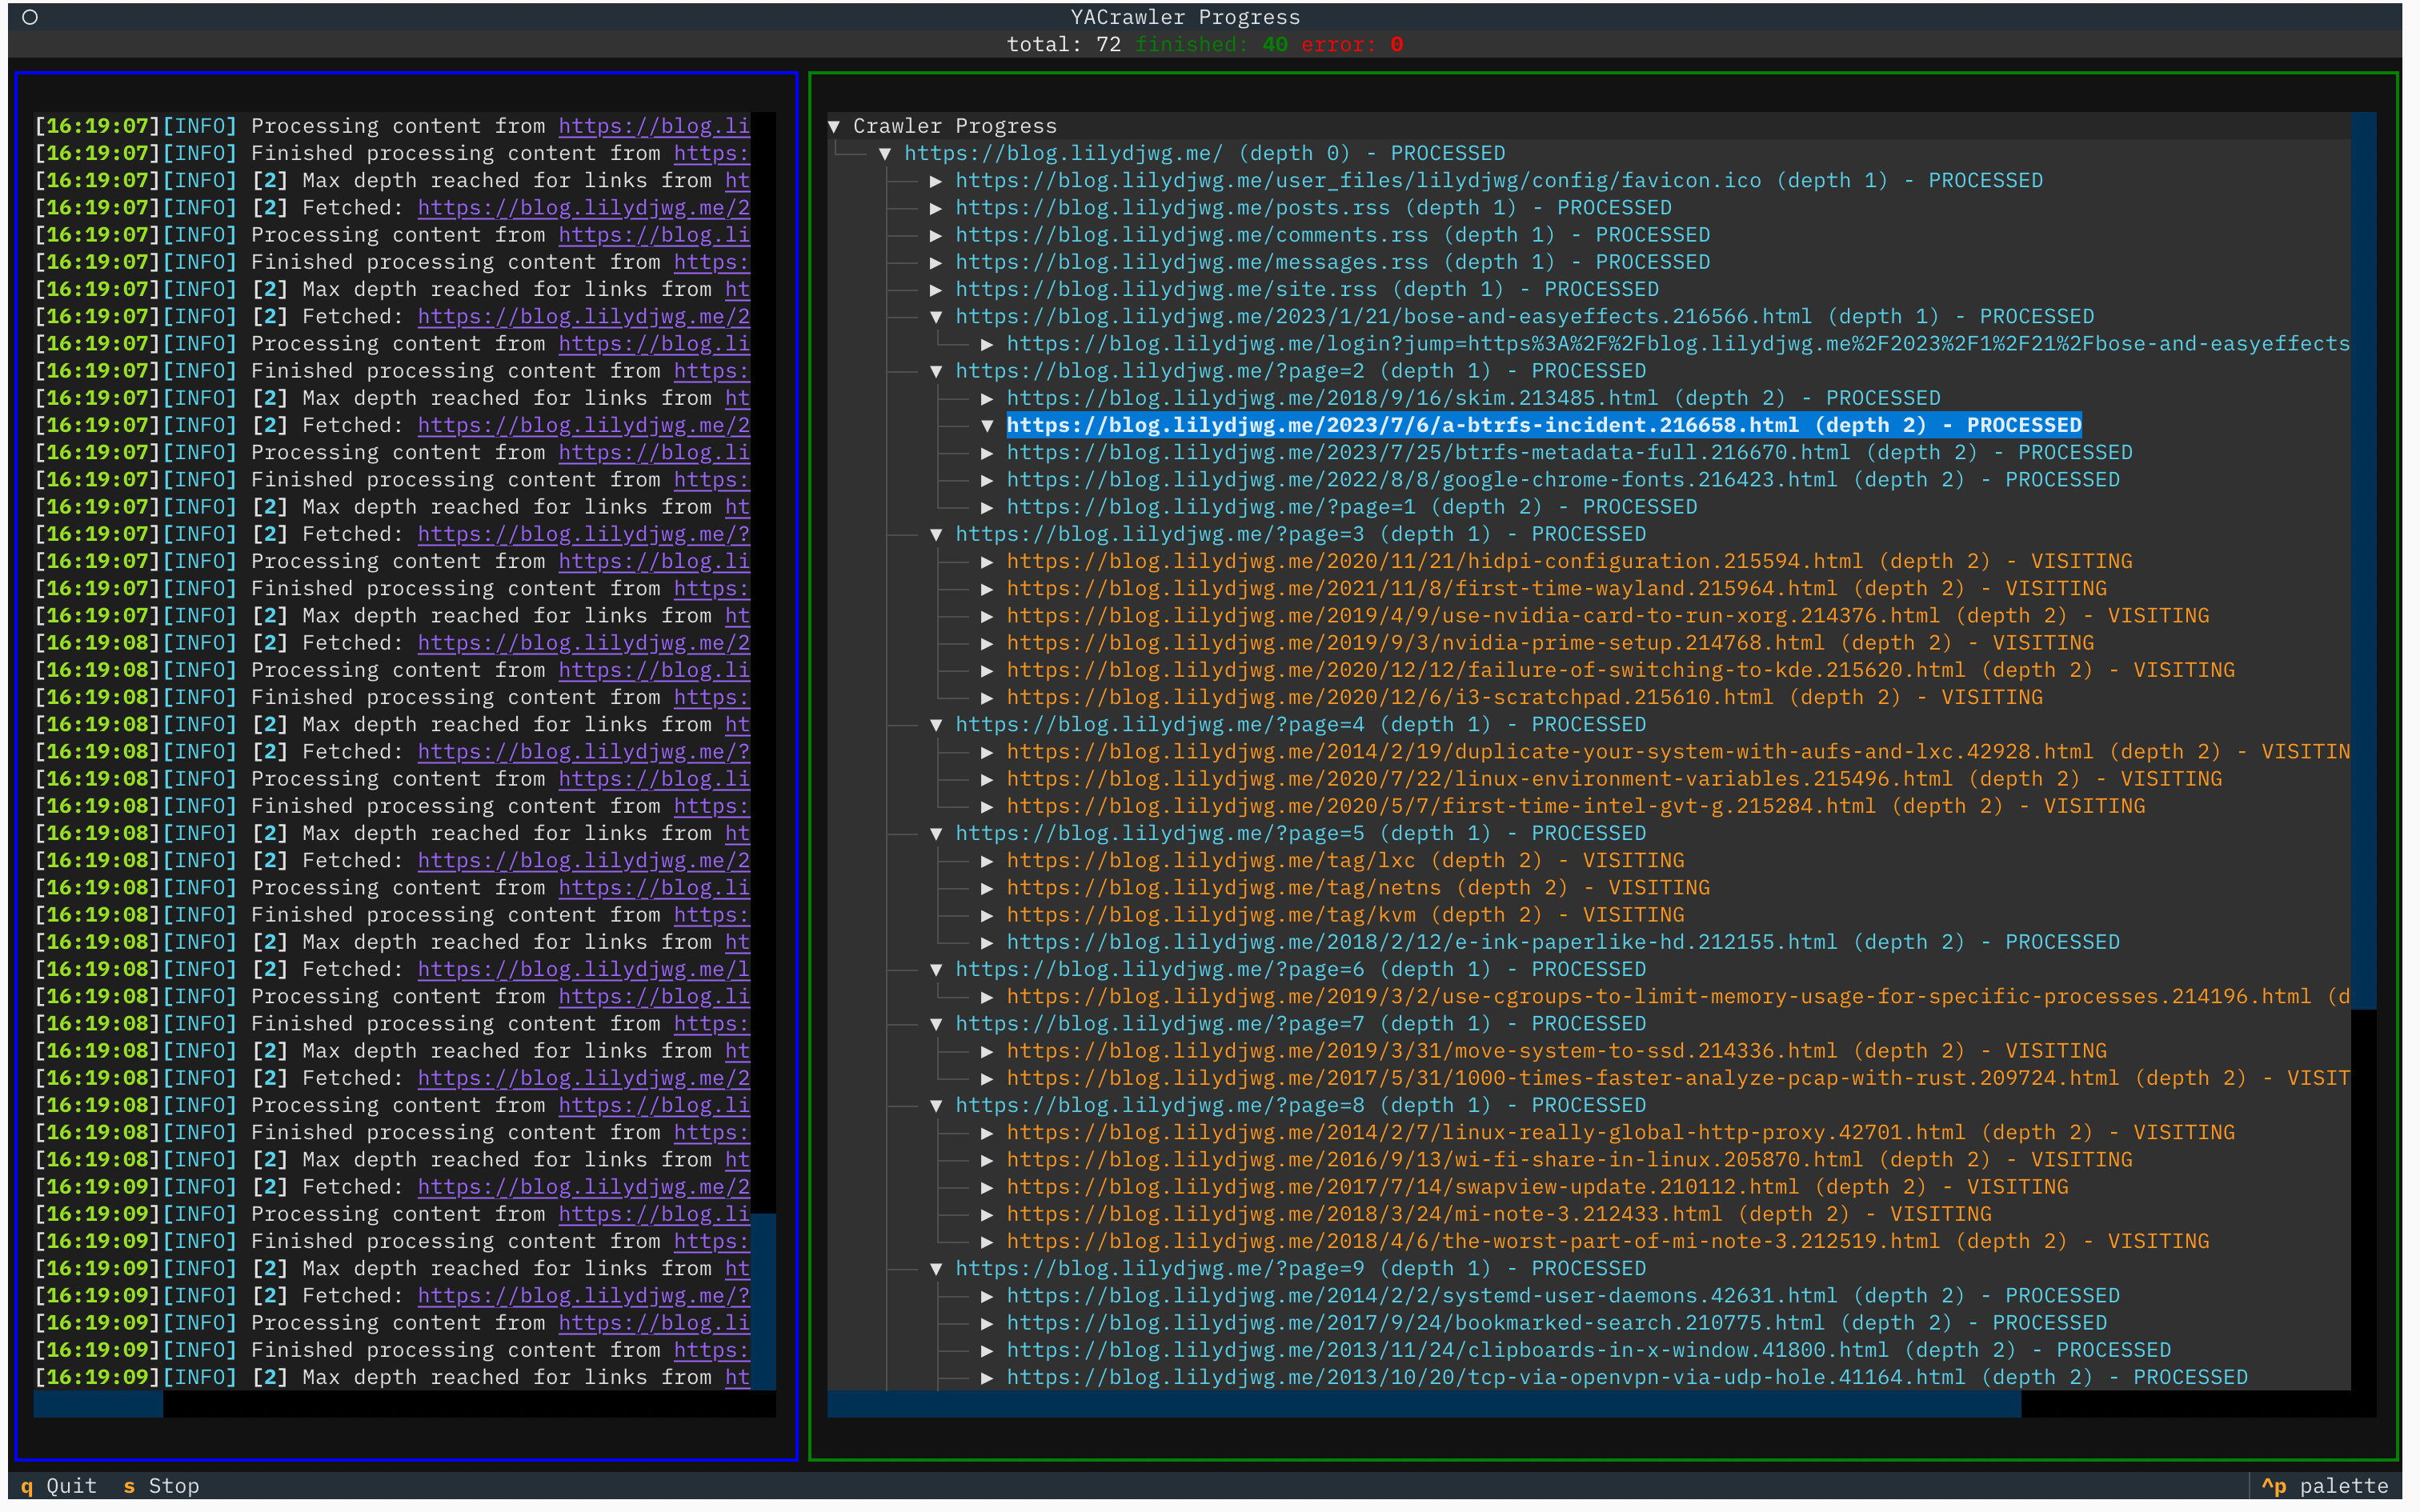 YACrawler Progress
total: 72 finished: 40 error: 0
[16:19:07][INFO] Processing content from https://blog.li
[16:19:07][INFO] Finished processing content from https:
[16:19:07][INFO] [2] Max depth reached for links from ht
[16:19:07][INFO] [2] Fetched: https://blog.lilydjwg.me/2
[16:19:07][INFO] Processing content from https://blog.li
[16:19:07][INFO] Finished processing content from https:
[16:19:07][INFO] [2] Max depth reached for links from ht
[16:19:07][INFO] [2] Fetched: https://blog.lilydjwg.me/2
[16:19:07][INFO] Processing content from https://blog.li
[16:19:07][INFO] Finished processing content from https:
[16:19:07][INFO] [2] Max depth reached for links from ht
[16:19:07][INFO] [2] Fetched: https://blog.lilydjwg.me/2
[16:19:07][INFO] Processing content from https://blog.li
[16:19:07][INFO] Finished processing content from https:
[16:19:07][INFO] [2] Max depth reached for links from ht
[16:19:07][INFO] [2] Fetched: https://blog.lilydjwg.me/?
[16:19:07][INFO] Processing content from https://blog.li
[16:19:07][INFO] Finished processing content from https:
[16:19:07][INFO] [2] Max depth reached for links from ht
[16:19:08][INFO] [2] Fetched: https://blog.lilydjwg.me/2
[16:19:08][INFO] Processing content from https://blog.li
[16:19:08][INFO] Finished processing content from https:
[16:19:08][INFO] [2] Max depth reached for links from ht
[16:19:08][INFO] [2] Fetched: https://blog.lilydjwg.me/?
[16:19:08][INFO] Processing content from https://blog.li
[16:19:08][INFO] Finished processing content from https:
[16:19:08][INFO] [2] Max depth reached for links from ht
[16:19:08][INFO] [2] Fetched: https://blog.lilydjwg.me/2
[16:19:08][INFO] Processing content from https://blog.li
[16:19:08][INFO] Finished processing content from https:
[16:19:08][INFO] [2] Max depth reached for links from ht
[16:19:08][INFO] [2] Fetched: https://blog.lilydjwg.me/l
[16:19:08][INFO] Processing content from https://blog.li
[16:19:08][INFO] Finished processing content from https:
[16:19:08][INFO] [2] Max depth reached for links from ht
[16:19:08][INFO] [2] Fetched: https://blog.lilydjwg.me/2
[16:19:08][INFO] Processing content from https://blog.li
[16:19:08][INFO] Finished processing content from https:
[16:19:08][INFO] [2] Max depth reached for links from ht
[16:19:09][INFO] [2] Fetched: https://blog.lilydjwg.me/2
[16:19:09][INFO] Processing content from https://blog.li
[16:19:09][INFO] Finished processing content from https:
[16:19:09][INFO] [2] Max depth reached for links from ht
[16:19:09][INFO] [2] Fetched: https://blog.lilydjwg.me/?
[16:19:09][INFO] Processing content from https://blog.li
[16:19:09][INFO] Finished processing content from https:
[16:19:09][INFO] [2] Max depth reached for links from ht
▼ Crawler Progress
▼ https://blog.lilydjwg.me/ (depth 0) - PROCESSED
▶ https://blog.lilydjwg.me/user_files/lilydjwg/config/favicon.ico (depth 1) - PROCESSED
▶ https://blog.lilydjwg.me/posts.rss (depth 1) - PROCESSED
▶ https://blog.lilydjwg.me/comments.rss (depth 1) - PROCESSED
▶ https://blog.lilydjwg.me/messages.rss (depth 1) - PROCESSED
▶ https://blog.lilydjwg.me/site.rss (depth 1) - PROCESSED
▼ https://blog.lilydjwg.me/2023/1/21/bose-and-easyeffects.216566.html (depth 1) - PROCESSED
▶ https://blog.lilydjwg.me/login?jump=https%3A%2F%2Fblog.lilydjwg.me%2F2023%2F1%2F21%2Fbose-and-easyeffects
▼ https://blog.lilydjwg.me/?page=2 (depth 1) - PROCESSED
▶ https://blog.lilydjwg.me/2018/9/16/skim.213485.html (depth 2) - PROCESSED
▼ https://blog.lilydjwg.me/2023/7/6/a-btrfs-incident.216658.html (depth 2) - PROCESSED
▶ https://blog.lilydjwg.me/2023/7/25/btrfs-metadata-full.216670.html (depth 2) - PROCESSED
▶ https://blog.lilydjwg.me/2022/8/8/google-chrome-fonts.216423.html (depth 2) - PROCESSED
▶ https://blog.lilydjwg.me/?page=1 (depth 2) - PROCESSED
▼ https://blog.lilydjwg.me/?page=3 (depth 1) - PROCESSED
▶ https://blog.lilydjwg.me/2020/11/21/hidpi-configuration.215594.html (depth 2) - VISITING
▶ https://blog.lilydjwg.me/2021/11/8/first-time-wayland.215964.html (depth 2) - VISITING
▶ https://blog.lilydjwg.me/2019/4/9/use-nvidia-card-to-run-xorg.214376.html (depth 2) - VISITING
▶ https://blog.lilydjwg.me/2019/9/3/nvidia-prime-setup.214768.html (depth 2) - VISITING
▶ https://blog.lilydjwg.me/2020/12/12/failure-of-switching-to-kde.215620.html (depth 2) - VISITING
▶ https://blog.lilydjwg.me/2020/12/6/i3-scratchpad.215610.html (depth 2) - VISITING
▼ https://blog.lilydjwg.me/?page=4 (depth 1) - PROCESSED
▶ https://blog.lilydjwg.me/2014/2/19/duplicate-your-system-with-aufs-and-lxc.42928.html (depth 2) - VISITIN
▶ https://blog.lilydjwg.me/2020/7/22/linux-environment-variables.215496.html (depth 2) - VISITING
▶ https://blog.lilydjwg.me/2020/5/7/first-time-intel-gvt-g.215284.html (depth 2) - VISITING
▼ https://blog.lilydjwg.me/?page=5 (depth 1) - PROCESSED
▶ https://blog.lilydjwg.me/tag/lxc (depth 2) - VISITING
▶ https://blog.lilydjwg.me/tag/netns (depth 2) - VISITING
▶ https://blog.lilydjwg.me/tag/kvm (depth 2) - VISITING
▶ https://blog.lilydjwg.me/2018/2/12/e-ink-paperlike-hd.212155.html (depth 2) - PROCESSED
▼ https://blog.lilydjwg.me/?page=6 (depth 1) - PROCESSED
▶ https://blog.lilydjwg.me/2019/3/2/use-cgroups-to-limit-memory-usage-for-specific-processes.214196.html (d
▼ https://blog.lilydjwg.me/?page=7 (depth 1) - PROCESSED
▶ https://blog.lilydjwg.me/2019/3/31/move-system-to-ssd.214336.html (depth 2) - VISITING
▶ https://blog.lilydjwg.me/2017/5/31/1000-times-faster-analyze-pcap-with-rust.209724.html (depth 2) - VISIT
▼ https://blog.lilydjwg.me/?page=8 (depth 1) - PROCESSED
▶ https://blog.lilydjwg.me/2014/2/7/linux-really-global-http-proxy.42701.html (depth 2) - VISITING
▶ https://blog.lilydjwg.me/2016/9/13/wi-fi-share-in-linux.205870.html (depth 2) - VISITING
▶ https://blog.lilydjwg.me/2017/7/14/swapview-update.210112.html (depth 2) - VISITING
▶ https://blog.lilydjwg.me/2018/3/24/mi-note-3.212433.html (depth 2) - VISITING
▶ https://blog.lilydjwg.me/2018/4/6/the-worst-part-of-mi-note-3.212519.html (depth 2) - VISITING
▼ https://blog.lilydjwg.me/?page=9 (depth 1) - PROCESSED
▶ https://blog.lilydjwg.me/2014/2/2/systemd-user-daemons.42631.html (depth 2) - PROCESSED
▶ https://blog.lilydjwg.me/2017/9/24/bookmarked-search.210775.html (depth 2) - PROCESSED
▶ https://blog.lilydjwg.me/2013/11/24/clipboards-in-x-window.41800.html (depth 2) - PROCESSED
▶ https://blog.lilydjwg.me/2013/10/20/tcp-via-openvpn-via-udp-hole.41164.html (depth 2) - PROCESSED
q Quit s Stop
^p palette